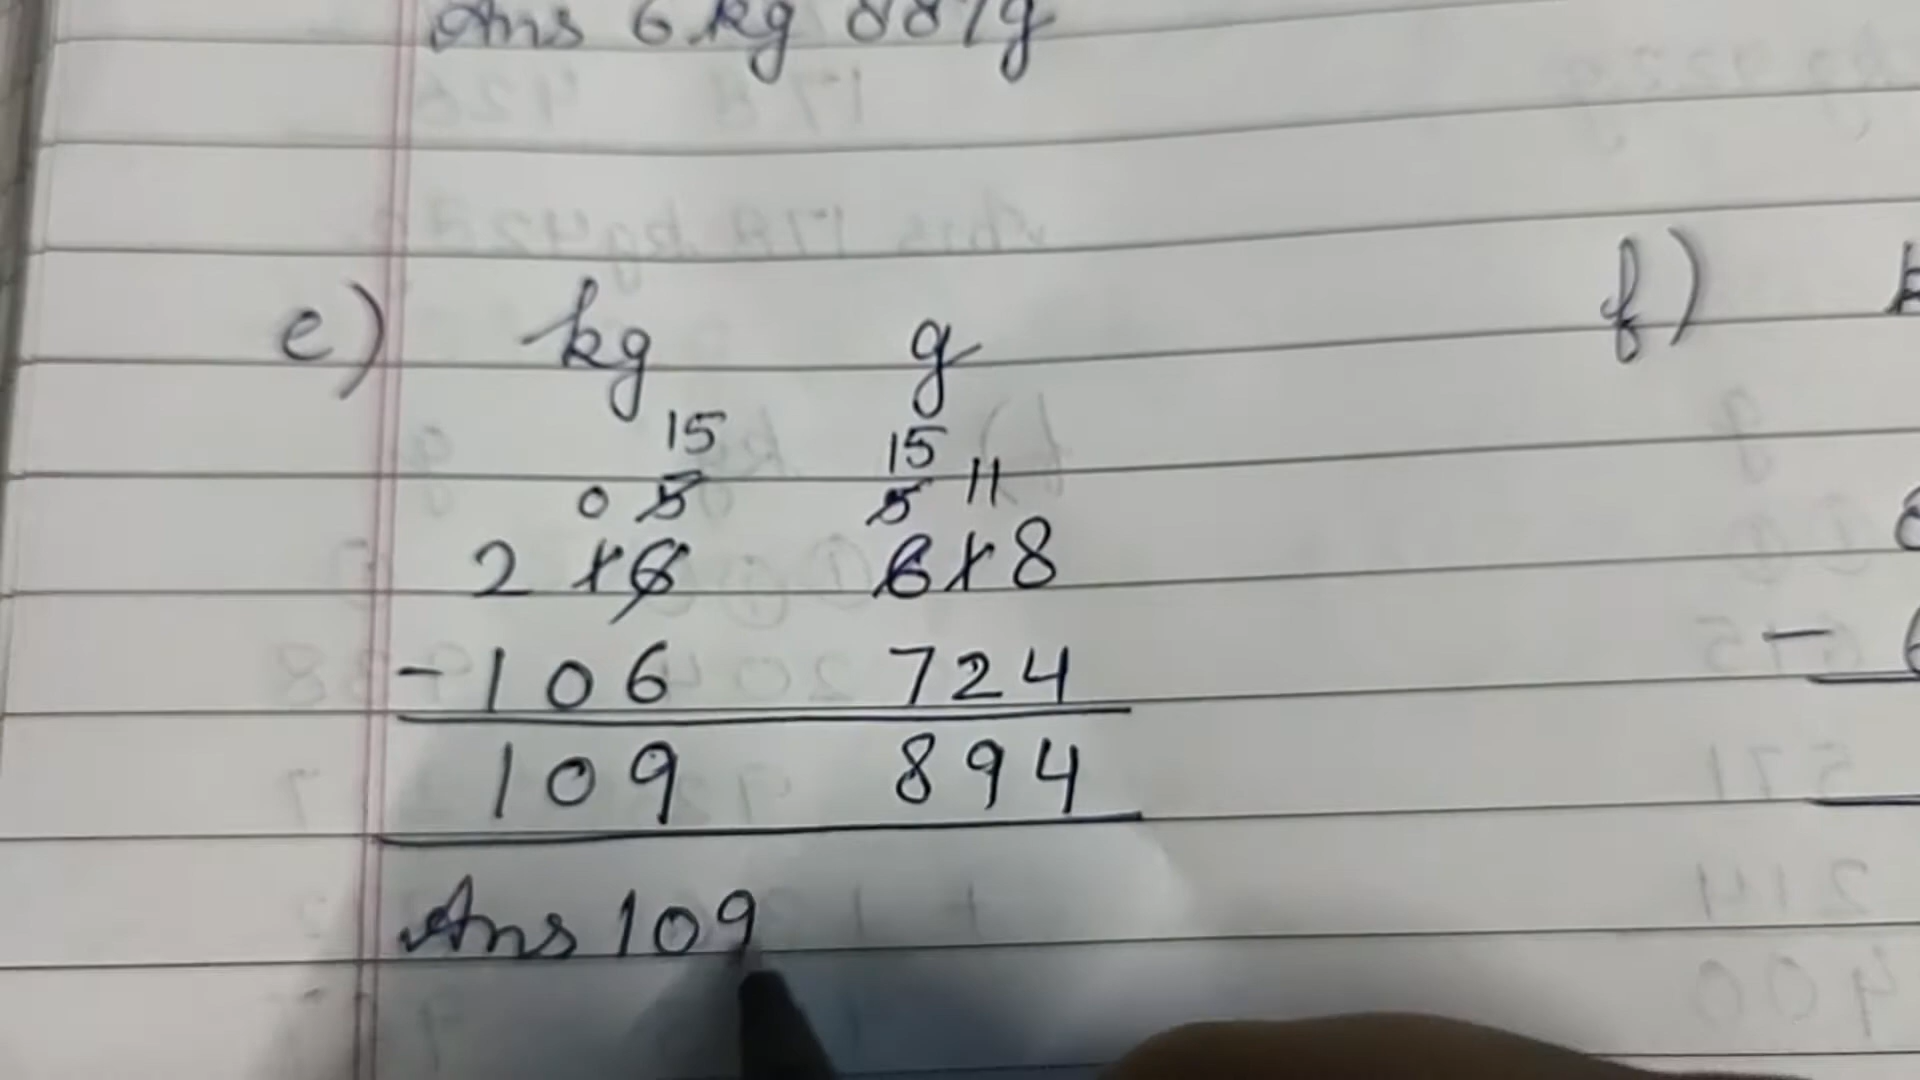 Ans 6 kg 887g
e) kg g
15 15
0 5 5 11
2 1 6 6 1 8
- 1 0 6 7 2 4
1 0 9 8 9 4
Ans 109
f)
-